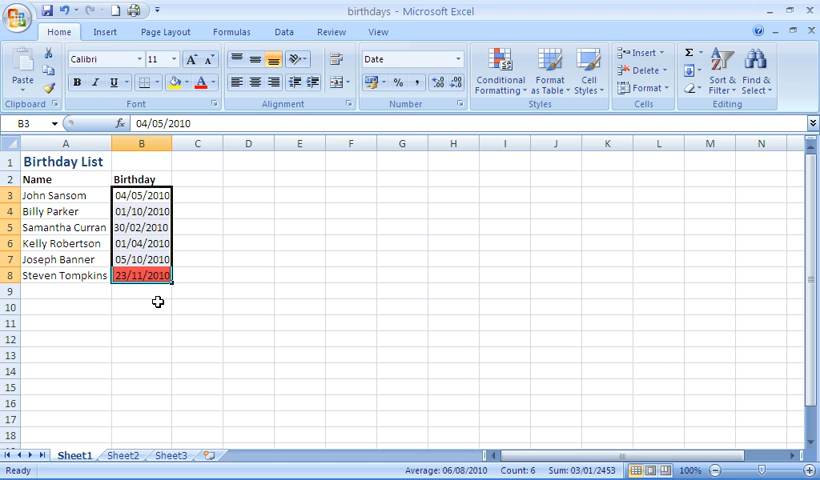 birthdays - Microsoft Excel
Home Insert Page Layout Formulas Data Review View
Paste
Clipboard
Calibri 11 A A
B I U A
Font
Alignment
Date
% , .0 .00 .00 .0
Number
Conditional Formatting
Format as Table
Cell Styles
Styles
Insert
Delete
Format
Cells
Σ
Sort & Filter
Find & Select
Editing
B3 fx 04/05/2010
A B C D E F G H I J K L M N
1 Birthday List
2 Name Birthday
3 John Sansom 04/05/2010
4 Billy Parker 01/10/2010
5 Samantha Curran 30/02/2010
6 Kelly Robertson 01/04/2010
7 Joseph Banner 05/10/2010
8 Steven Tompkins 23/11/2010
9
10
11
12
13
14
15
16
17
18
Sheet1 Sheet2 Sheet3
Ready Average: 06/08/2010 Count: 6 Sum: 03/01/2453 100%